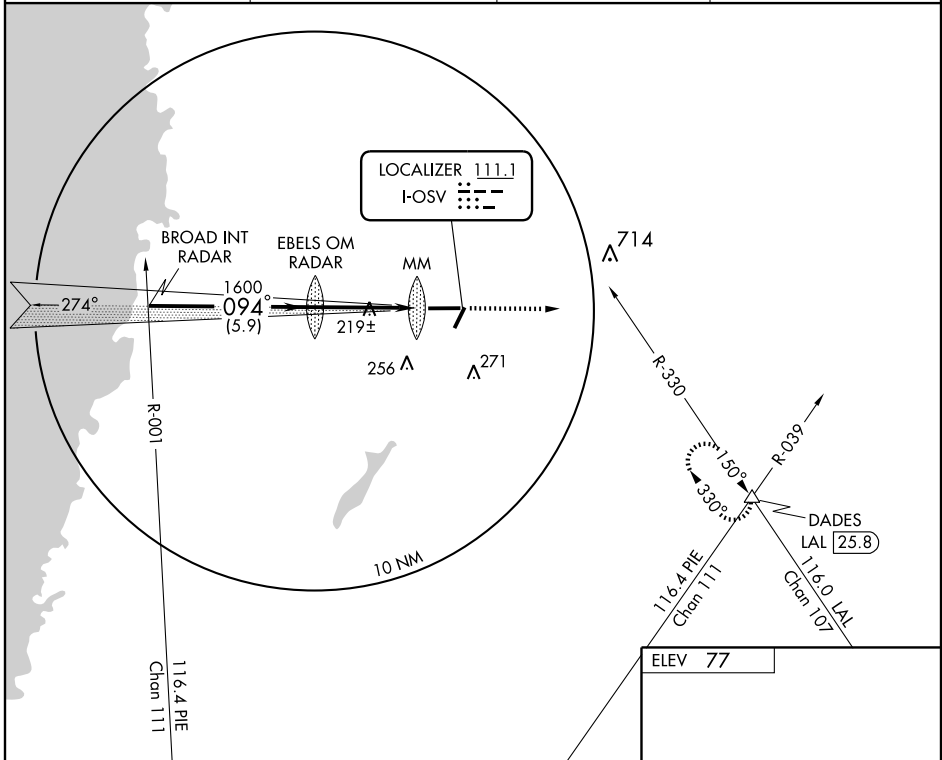 LOCALIZER 111.1
I-OSV
714
BROAD INT
RADAR
EBELS OM
RADAR
MM
1600
274°
094°
(5.9)
219±
256
271
R-001
R-330
R-039
150°
330°
DADES
LAL 25.8
10 NM
116.4 PIE
Chan 111
116.0 LAL
Chan 107
116.4 PIE
Chan 111
ELEV 77